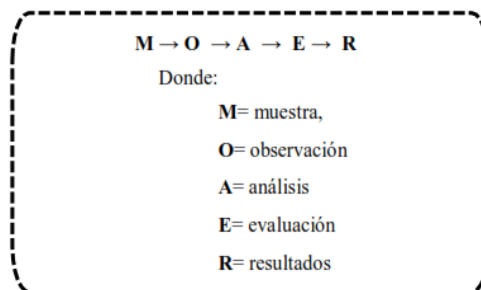 M → O → A → E → R
Donde:
M= muestra,
O= observación
A= análisis
E= evaluación
R= resultados